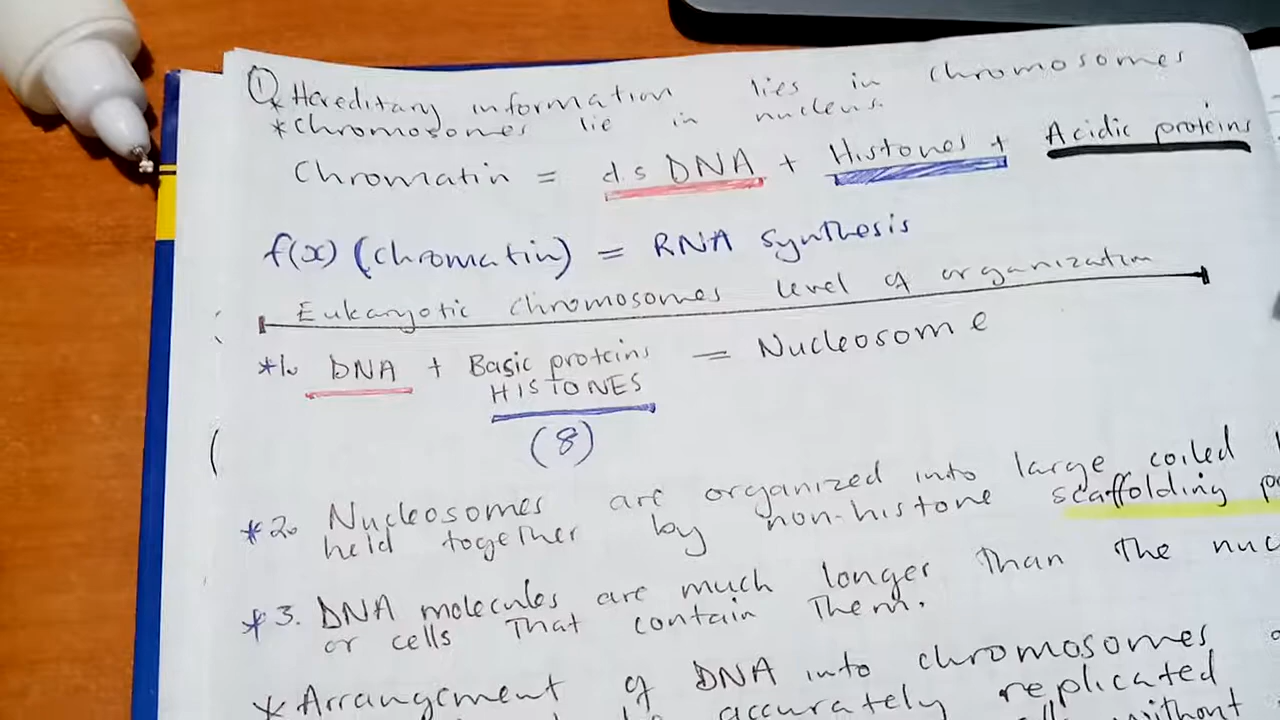 ① * Hereditary information lies in chromosomes
* chromosomes lie in nucleus.
Chromatin = ds DNA + Histones + Acidic proteins
f(x) (chromatin) = RNA synthesis
Eukaryotic chromosomes level of organization
*1. DNA + Basic proteins = Nucleosome
HISTONES
(8)
*2. Nucleosomes are organized into large coiled
held together by non-histone scaffolding
*3. DNA molecules are much longer than the
or cells that contain them.
* Arrangement of DNA into chromosomes
accurately replicated
without